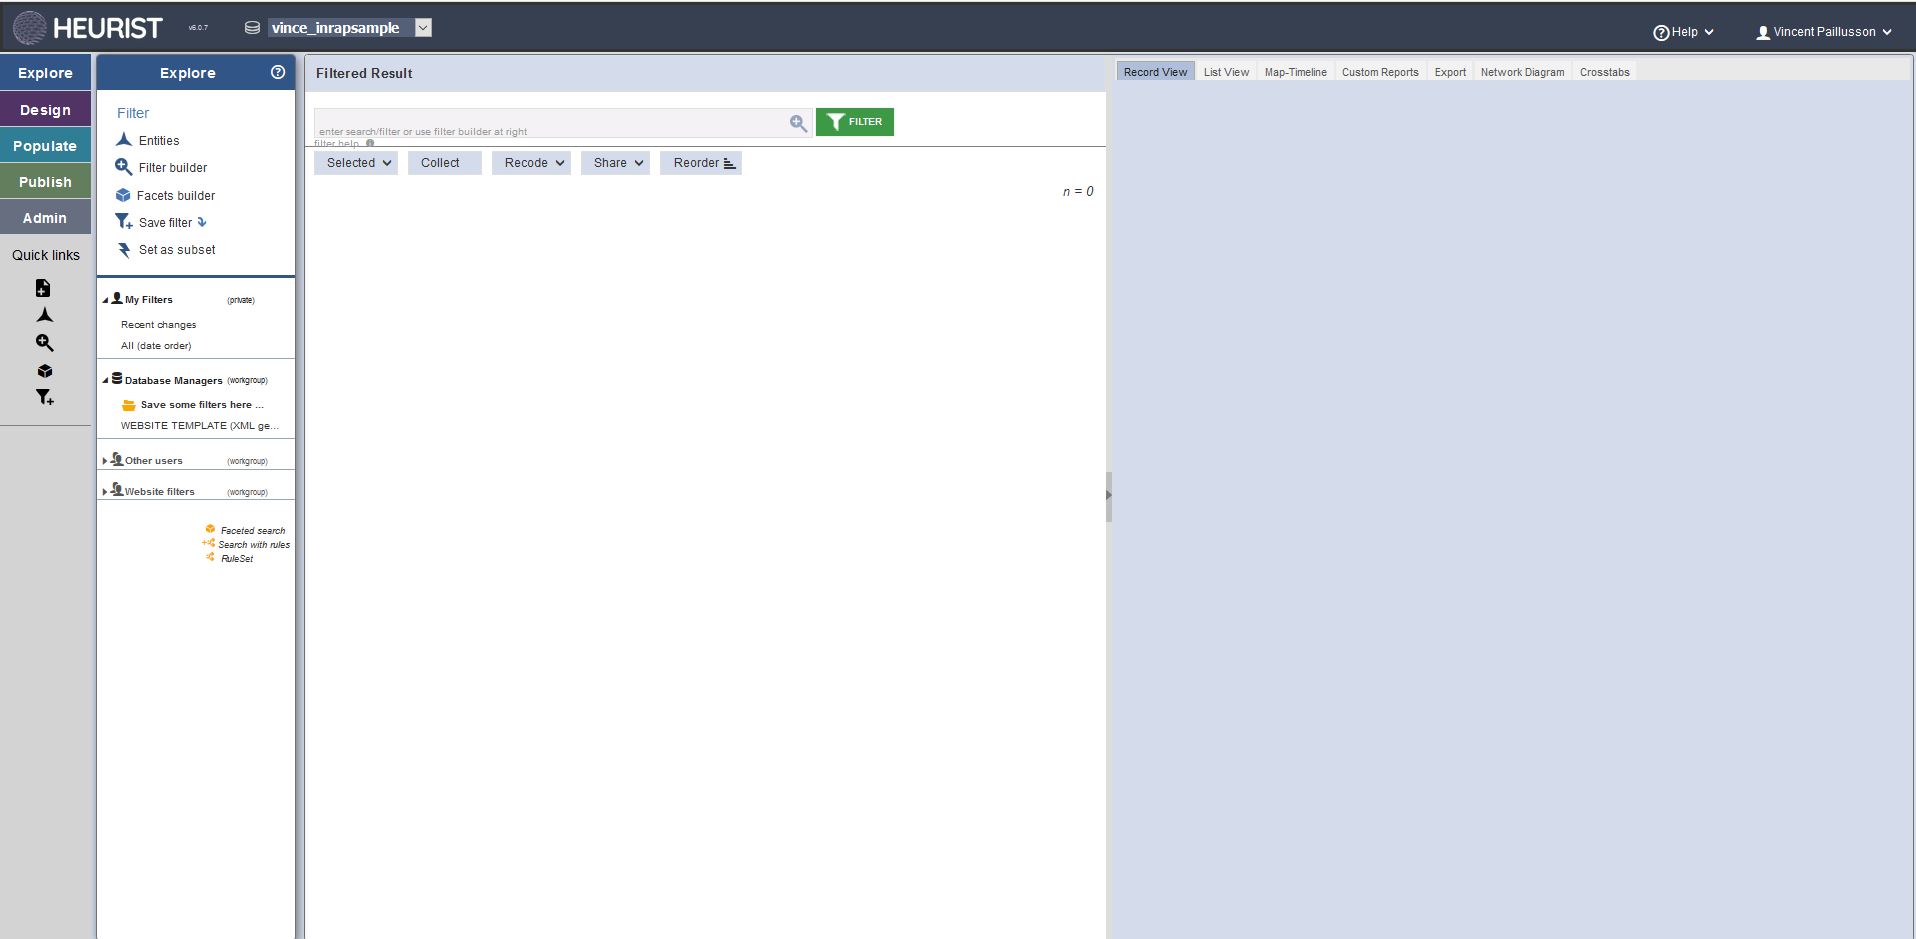 HEURIST v6.0.7 vince_inrapsample Help Vincent Paillusson
Explore
Design
Populate
Publish
Admin
Quick links
Explore
Filter
Entities
Filter builder
Facets builder
Save filter
Set as subset
My Filters (private)
Recent changes
All (date order)
Database Managers (workgroup)
Save some filters here ...
WEBSITE TEMPLATE (XML ge...
Other users (workgroup)
Website filters (workgroup)
Faceted search
Search with rules
RuleSet
Filtered Result
enter search/filter or use filter builder at right
FILTER
filter help
Selected Collect Recode Share Reorder
n = 0
Record View List View Map-Timeline Custom Reports Export Network Diagram Crosstabs